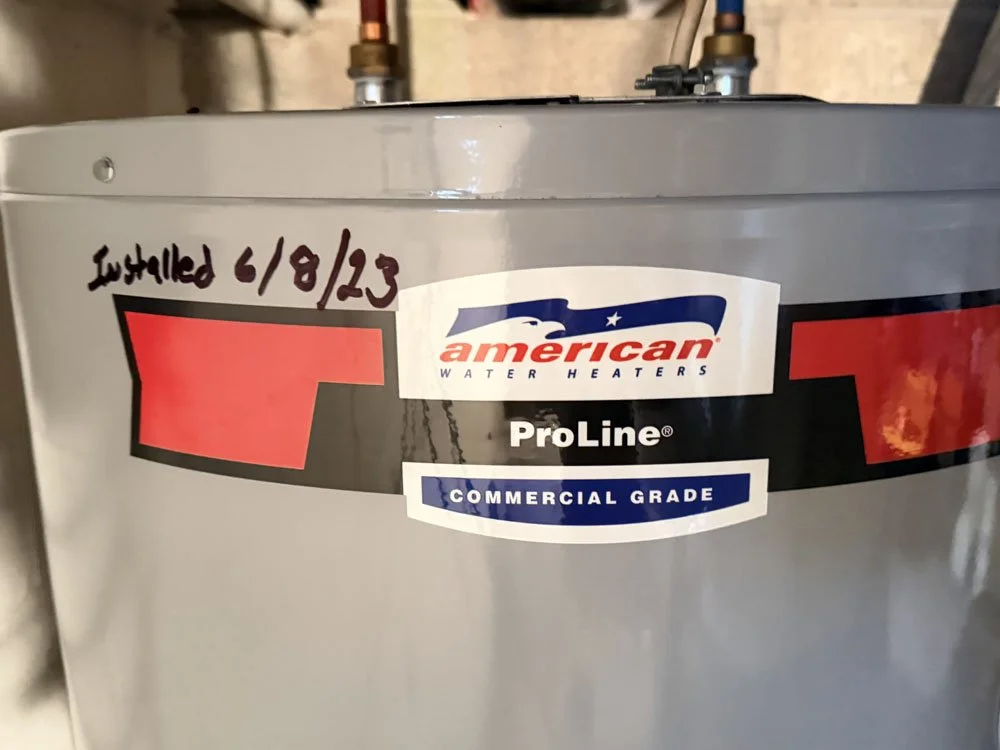 Installed 6/8/23
american®
WATER HEATERS
ProLine®
COMMERCIAL GRADE